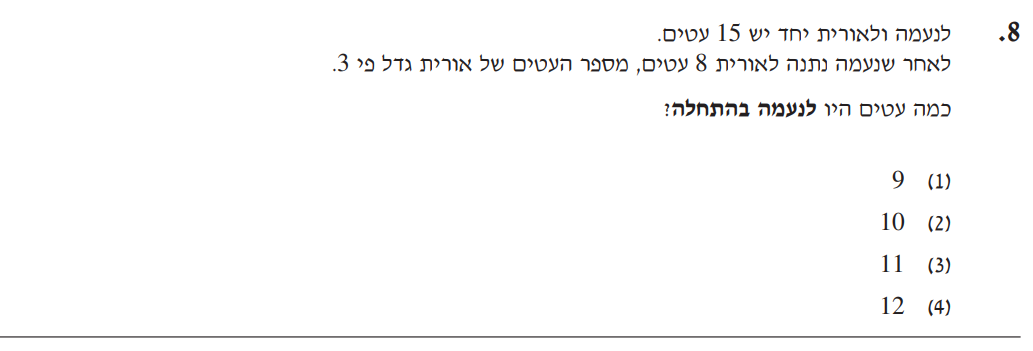 8. לנעמה ולאורית יחד יש 15 עטים.
לאחר שנעמה נתנה לאורית 8 עטים, מספר העטים של אורית גדל פי 3.
כמה עטים היו לנעמה בהתחלה?
(1) 9
(2) 10
(3) 11
(4) 12